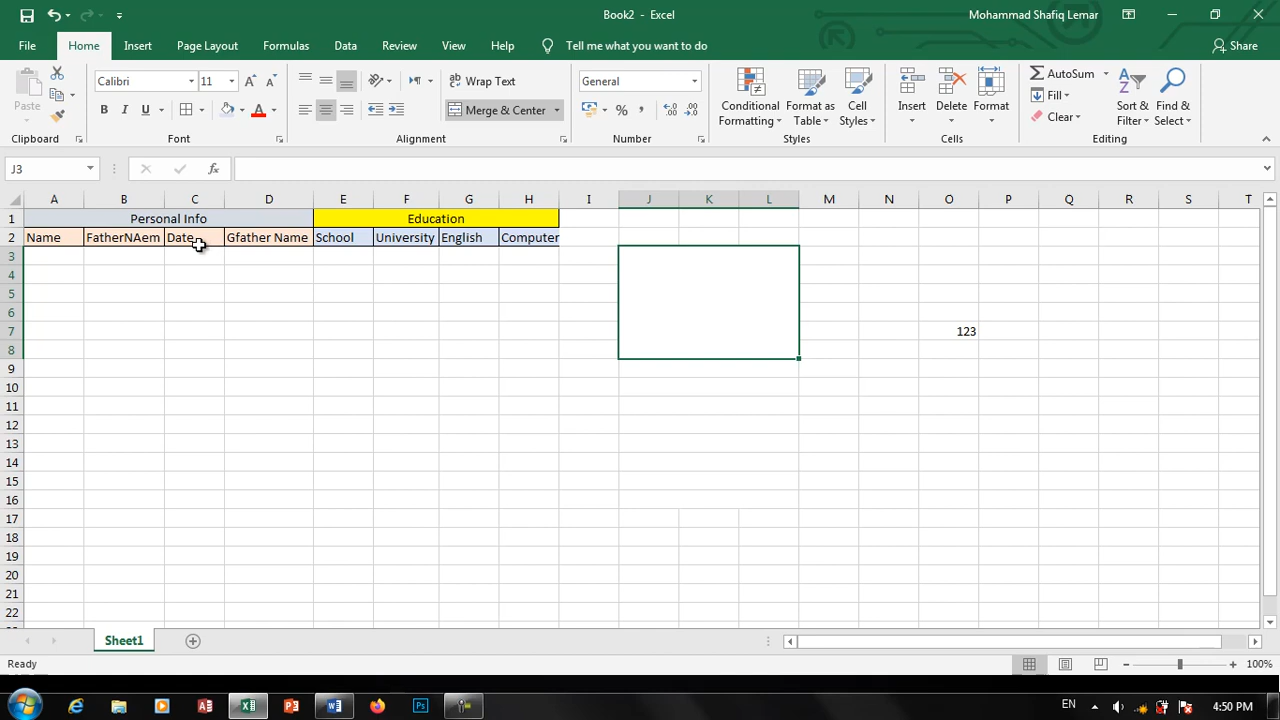 Book2 - Excel
Mohammad Shafiq Lemar
File Home Insert Page Layout Formulas Data Review View Help Tell me what you want to do Share
Paste
Clipboard
Calibri 11
B I U
Font
Wrap Text
Merge & Center
Alignment
General
Number
Conditional Formatting
Format as Table
Cell Styles
Styles
Insert Delete Format
Cells
AutoSum
Fill
Clear
Sort & Filter
Find & Select
Editing
J3
fx
A B C D E F G H I J K L M N O P Q R S T
1 Personal Info Education
2 Name FatherNAem Date Gfather Name School University English Computer
3
4
5
6
7 123
8
9
10
11
12
13
14
15
16
17
18
19
20
21
22
Sheet1
Ready
100%
EN
4:50 PM